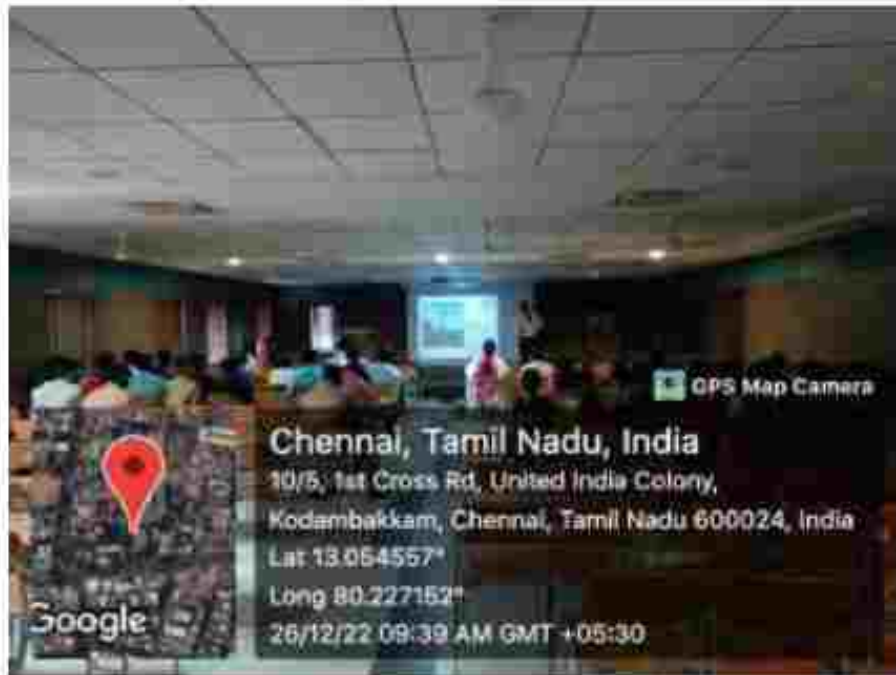 GPS Map Camera
Chennai, Tamil Nadu, India
10/5, 1st Cross Rd, United India Colony,
Kodambakkam, Chennai, Tamil Nadu 600024, India
Lat 13.054557°
Long 80.227152°
26/12/22 09:39 AM GMT +05:30
Google